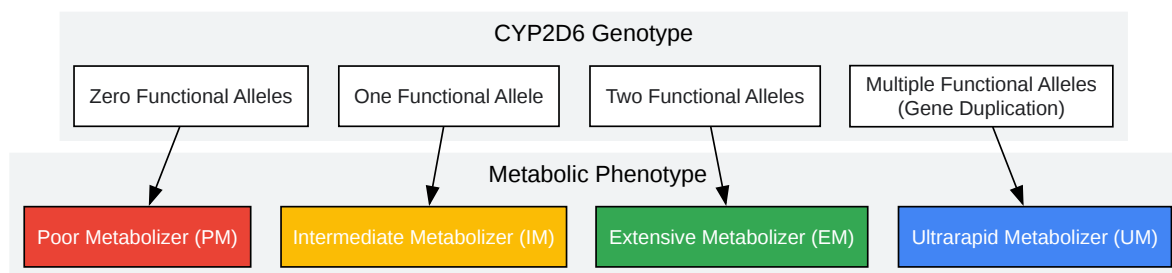 CYP2D6 Genotype
Zero Functional Alleles
One Functional Allele
Two Functional Alleles
Multiple Functional Alleles
(Gene Duplication)
Metabolic Phenotype
Poor Metabolizer (PM)
Intermediate Metabolizer (IM)
Extensive Metabolizer (EM)
Ultrarapid Metabolizer (UM)